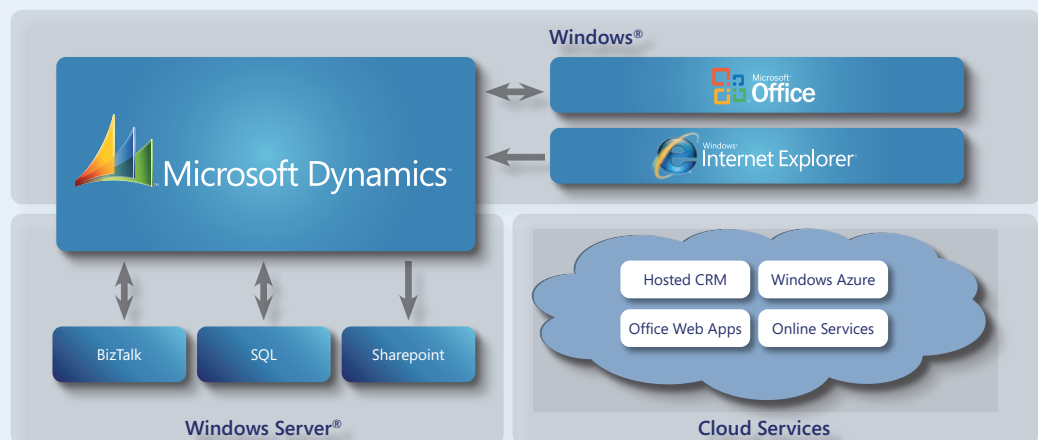 Windows®
Microsoft Dynamics™
Microsoft
Office
Windows®
Internet Explorer
BizTalk
SQL
Sharepoint
Windows Server®
Hosted CRM
Windows Azure
Office Web Apps
Online Services
Cloud Services